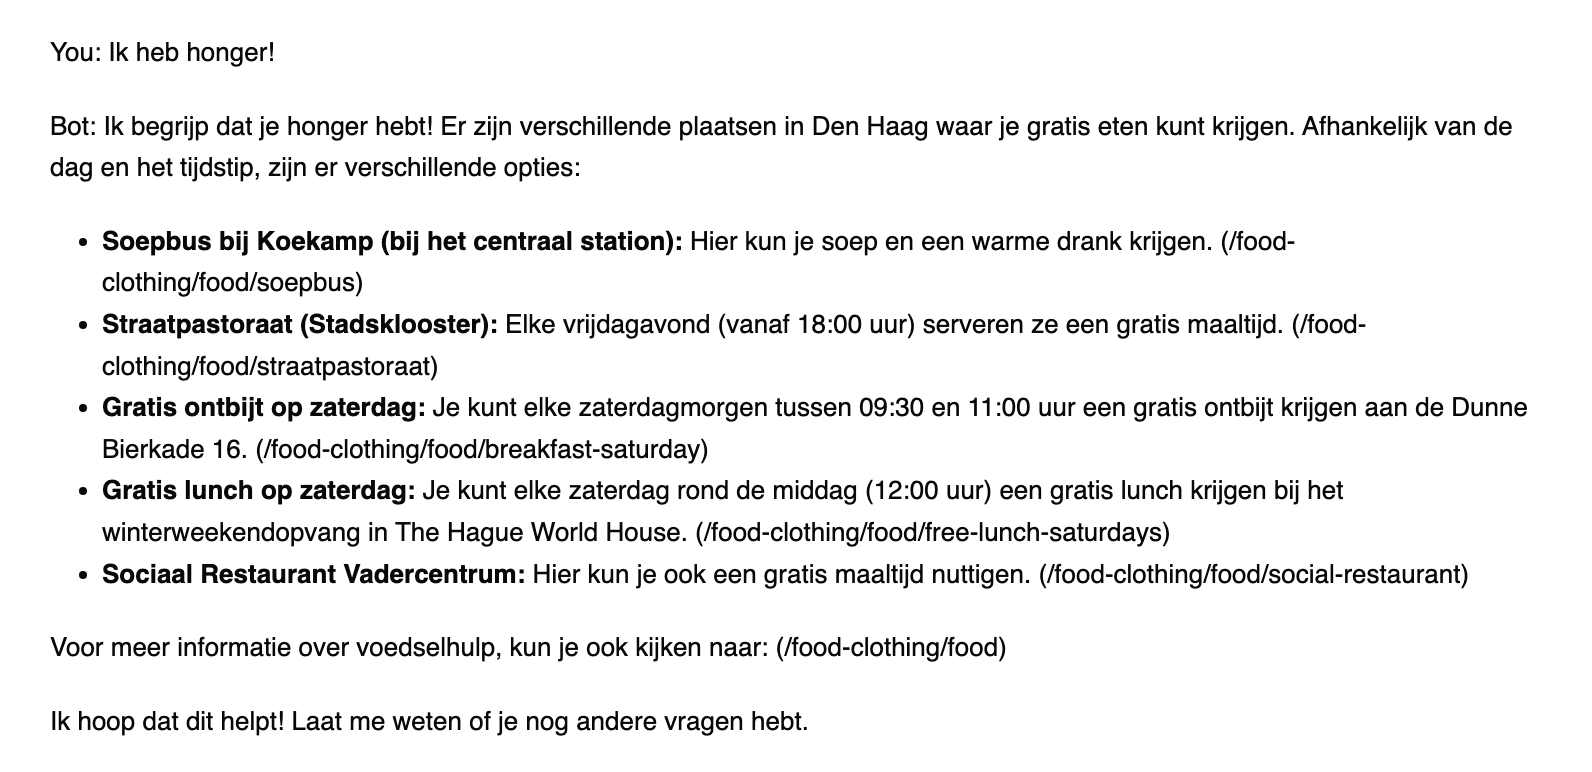 You: Ik heb honger!
Bot: Ik begrijp dat je honger hebt! Er zijn verschillende plaatsen in Den Haag waar je gratis eten kunt krijgen. Afhankelijk van de
dag en het tijdstip, zijn er verschillende opties:
• Soepbus bij Koekamp (bij het centraal station): Hier kun je soep en een warme drank krijgen. (/food-
clothing/food/soepbus)
• Straatpastoraat (Stadsklooster): Elke vrijdagavond (vanaf 18:00 uur) serveren ze een gratis maaltijd. (/food-
clothing/food/straatpastoraat)
• Gratis ontbijt op zaterdag: Je kunt elke zaterdagmorgen tussen 09:30 en 11:00 uur een gratis ontbijt krijgen aan de Dunne
Bierkade 16. (/food-clothing/food/breakfast-saturday)
• Gratis lunch op zaterdag: Je kunt elke zaterdag rond de middag (12:00 uur) een gratis lunch krijgen bij het
winterweekendopvang in The Hague World House. (/food-clothing/food/free-lunch-saturdays)
• Sociaal Restaurant Vadercentrum: Hier kun je ook een gratis maaltijd nuttigen. (/food-clothing/food/social-restaurant)
Voor meer informatie over voedselhulp, kun je ook kijken naar: (/food-clothing/food)
Ik hoop dat dit helpt! Laat me weten of je nog andere vragen hebt.